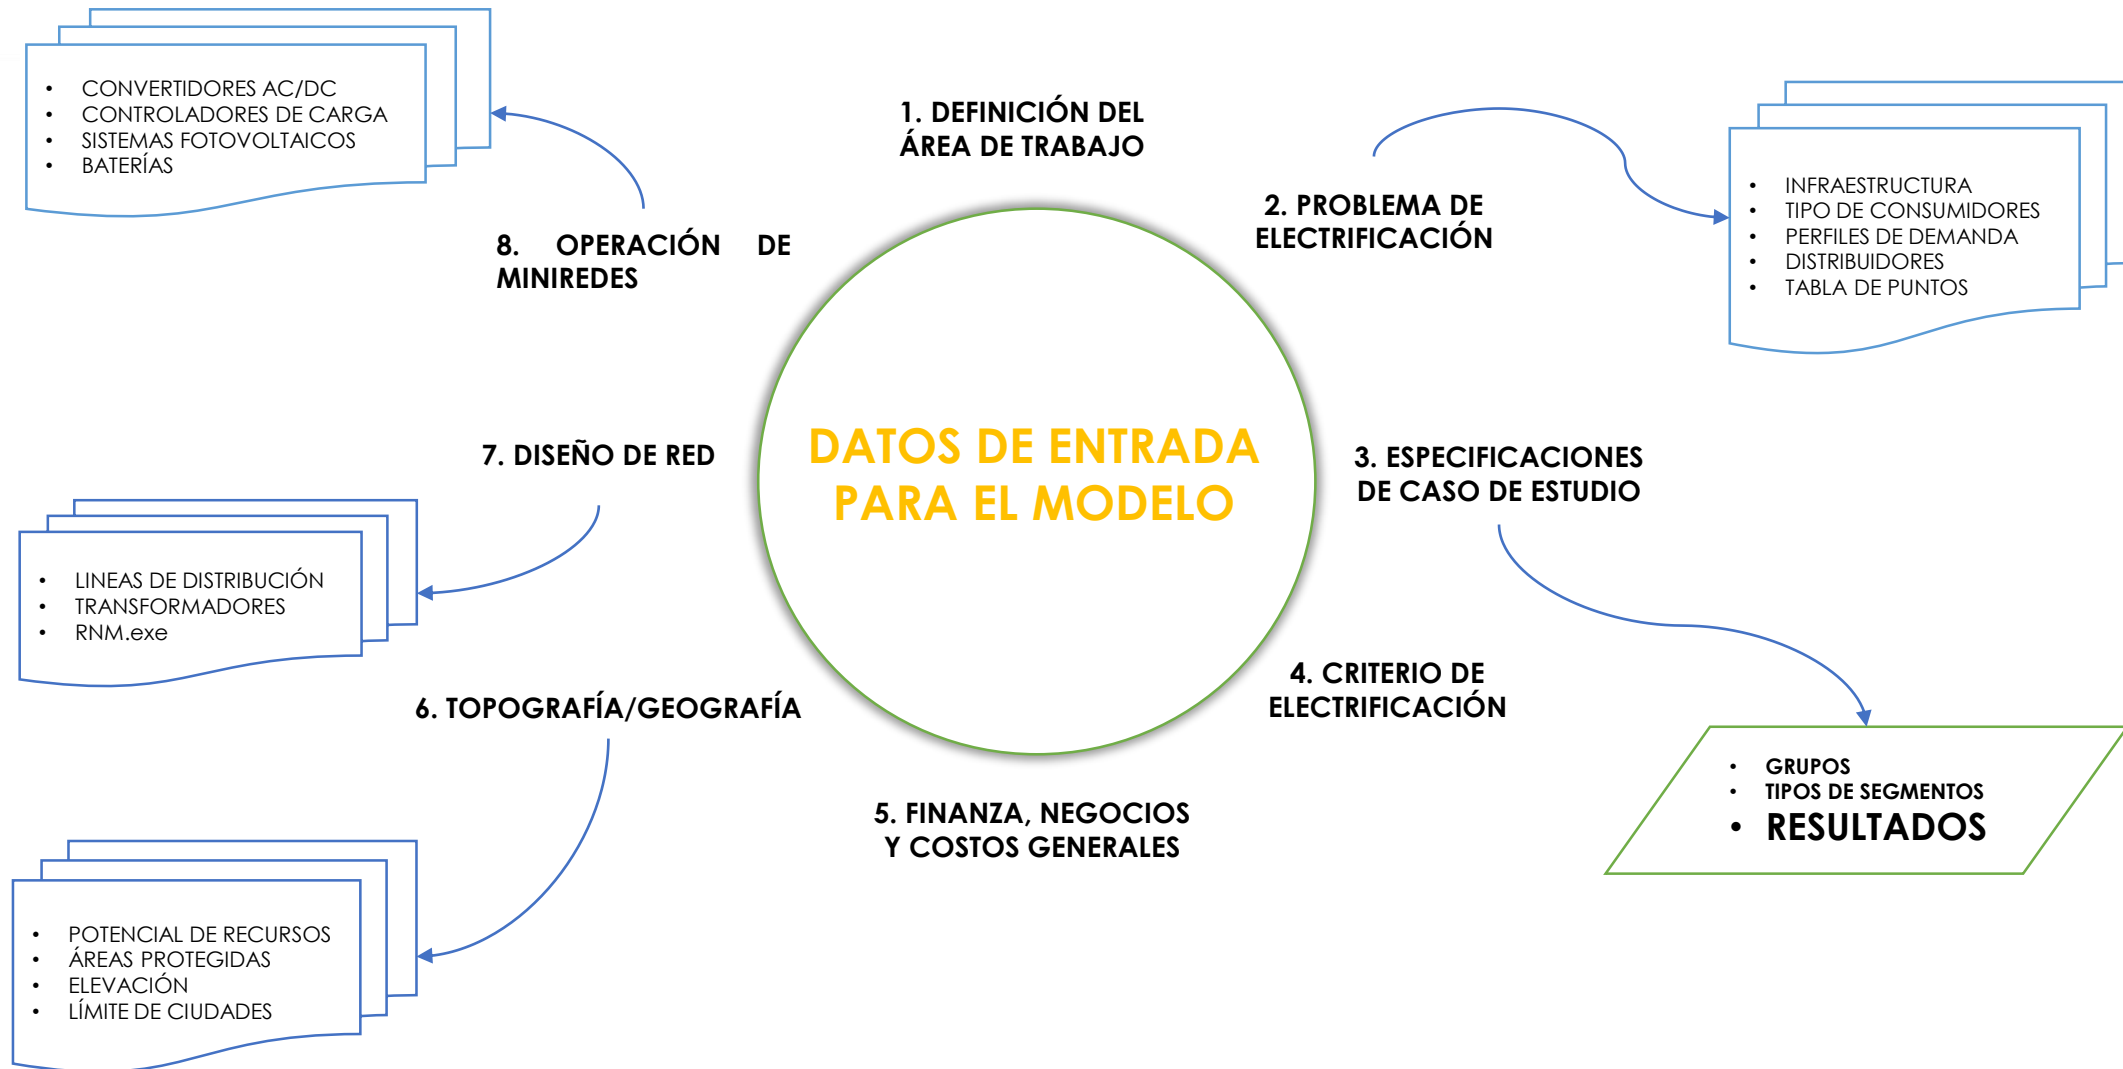 • CONVERTIDORES AC/DC
• CONTROLADORES DE CARGA
• SISTEMAS FOTOVOLTAICOS
• BATERÍAS
1. DEFINICIÓN DEL
ÁREA DE TRABAJO
2. PROBLEMA DE
ELECTRIFICACIÓN
• INFRAESTRUCTURA
• TIPO DE CONSUMIDORES
• PERFILES DE DEMANDA
• DISTRIBUIDORES
• TABLA DE PUNTOS
8. OPERACIÓN DE
MINIREDES
DATOS DE ENTRADA
PARA EL MODELO
7. DISEÑO DE RED
3. ESPECIFICACIONES
DE CASO DE ESTUDIO
• LINEAS DE DISTRIBUCIÓN
• TRANSFORMADORES
• RNM.exe
4. CRITERIO DE
ELECTRIFICACIÓN
6. TOPOGRAFÍA/GEOGRAFÍA
5. FINANZA, NEGOCIOS
Y COSTOS GENERALES
• GRUPOS
• TIPOS DE SEGMENTOS
• RESULTADOS
• POTENCIAL DE RECURSOS
• ÁREAS PROTEGIDAS
• ELEVACIÓN
• LÍMITE DE CIUDADES